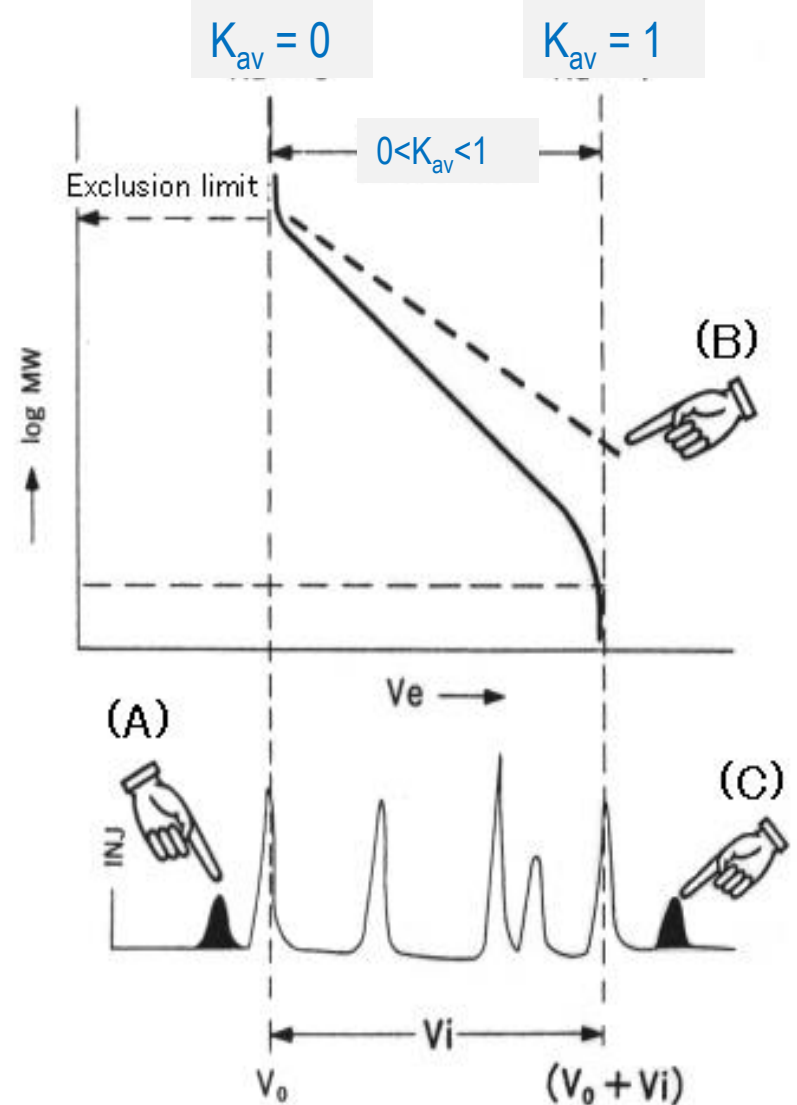 Kav = 0
Kav = 1
0<Kav<1
Exclusion limit
log MW
(B)
Ve
(A)
(C)
INJ
Vi
V₀
(V₀ + Vi)